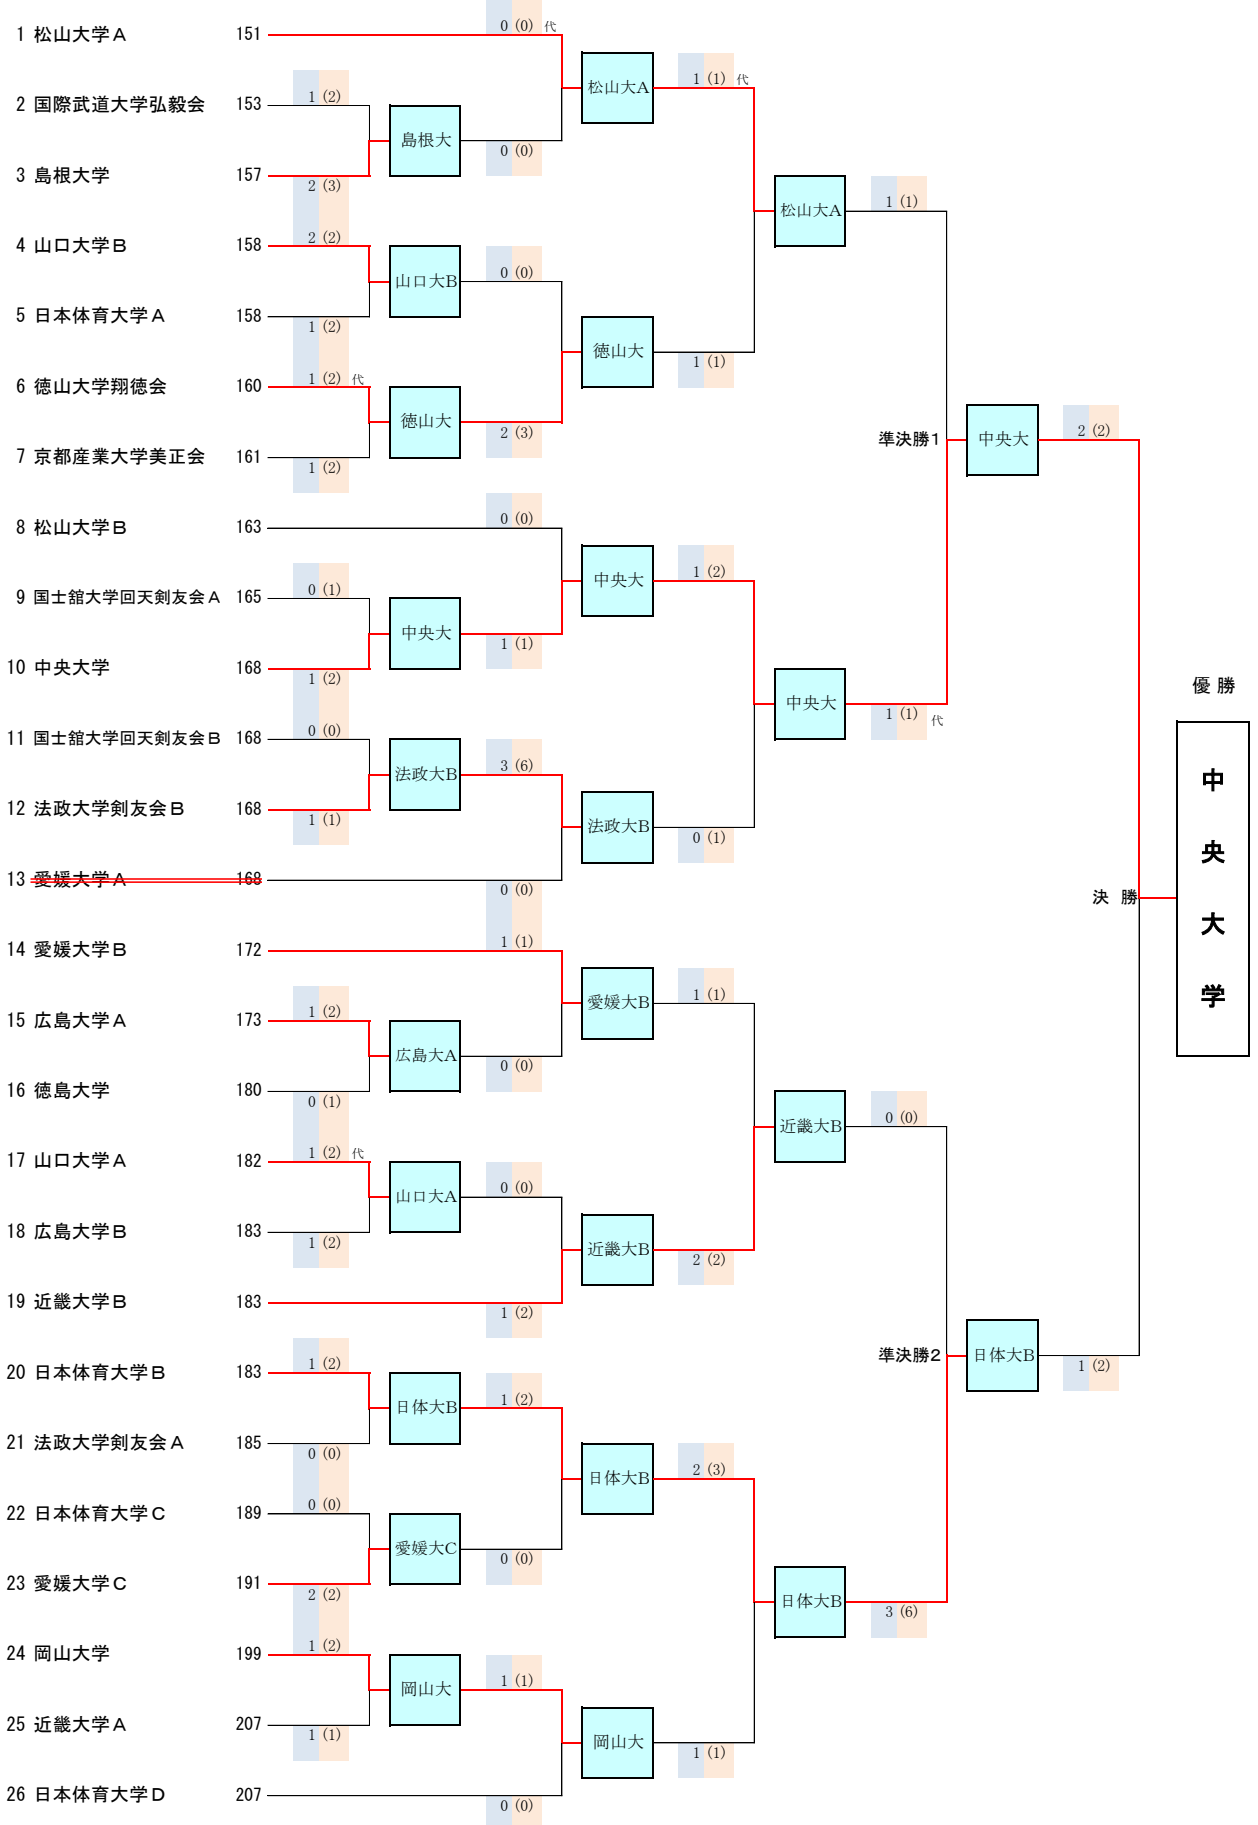 0 (0) 代
1 松山大学A 151
松山大A 1 (1) 代
1 (2)
2 国際武道大学弘毅会 153
島根大
0 (0)
3 島根大学 157
2 (3)
松山大A 1 (1)
2 (2)
4 山口大学B 158
山口大B 0 (0)
5 日本体育大学A 158
1 (2)
徳山大 1 (1)
1 (2) 代
6 徳山大学翔徳会 160
徳山大 2 (3)
準決勝1 中央大 2 (2)
7 京都産業大学美正会 161
1 (2)
0 (0)
8 松山大学B 163
中央大 1 (2)
0 (1)
9 国士舘大学回天剣友会A 165
中央大 1 (1)
10 中央大学 168
1 (2)
優 勝
中央大 1 (1) 代
0 (0)
11 国士舘大学回天剣友会B 168
法政大B 3 (6)
12 法政大学剣友会B 168
1 (1)
法政大B 0 (1)
中央大学
13 愛媛大学A 168
0 (0)
決 勝
1 (1)
14 愛媛大学B 172
愛媛大B 1 (1)
1 (2)
15 広島大学A 173
広島大A 0 (0)
16 徳島大学 180
0 (1)
近畿大B 0 (0)
1 (2) 代
17 山口大学A 182
山口大A 0 (0)
18 広島大学B 183
1 (2)
近畿大B 2 (2)
19 近畿大学B 183
1 (2)
準決勝2 日体大B 1 (2)
1 (2)
20 日本体育大学B 183
日体大B 1 (2)
21 法政大学剣友会A 185
0 (0)
日体大B 2 (3)
0 (0)
22 日本体育大学C 189
愛媛大C 0 (0)
23 愛媛大学C 191
2 (2)
日体大B 3 (6)
1 (2)
24 岡山大学 199
岡山大 1 (1)
25 近畿大学A 207
1 (1)
岡山大 1 (1)
26 日本体育大学D 207
0 (0)